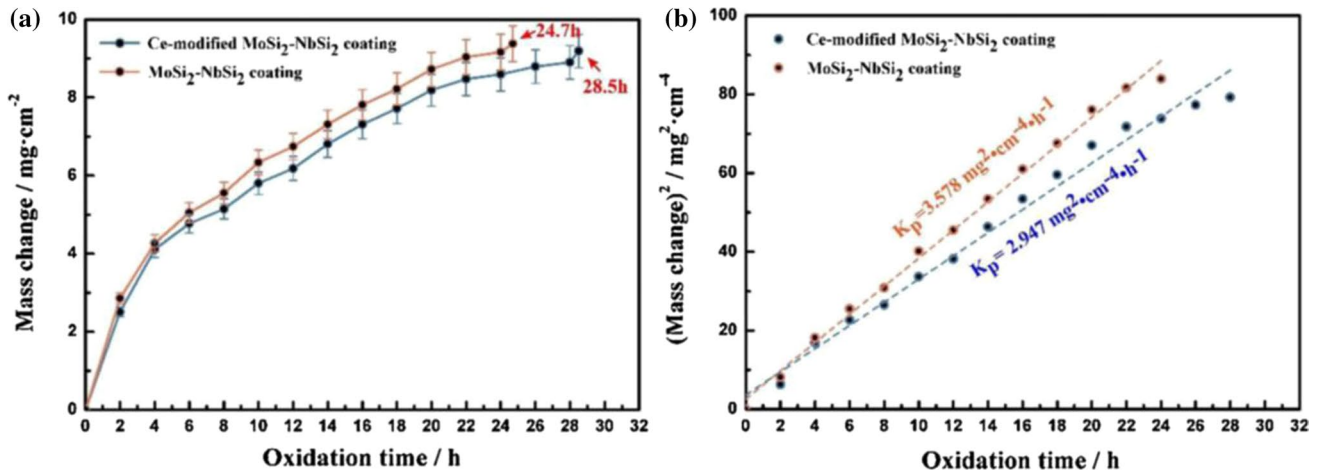 (a)
Mass change / mg·cm-2
10
8
6
4
2
0
Ce-modified MoSi2-NbSi2 coating
MoSi2-NbSi2 coating
24.7h
28.5h
0 2 4 6 8 10 12 14 16 18 20 22 24 26 28 30 32
Oxidation time / h
(b)
(Mass change)2 / mg2·cm-4
100
80
60
40
20
0
Ce-modified MoSi2-NbSi2 coating
MoSi2-NbSi2 coating
Kp=3.578 mg2•cm-4•h-1
Kp= 2.947 mg2•cm-4•h-1
0 2 4 6 8 10 12 14 16 18 20 22 24 26 28 30 32
Oxidation time / h